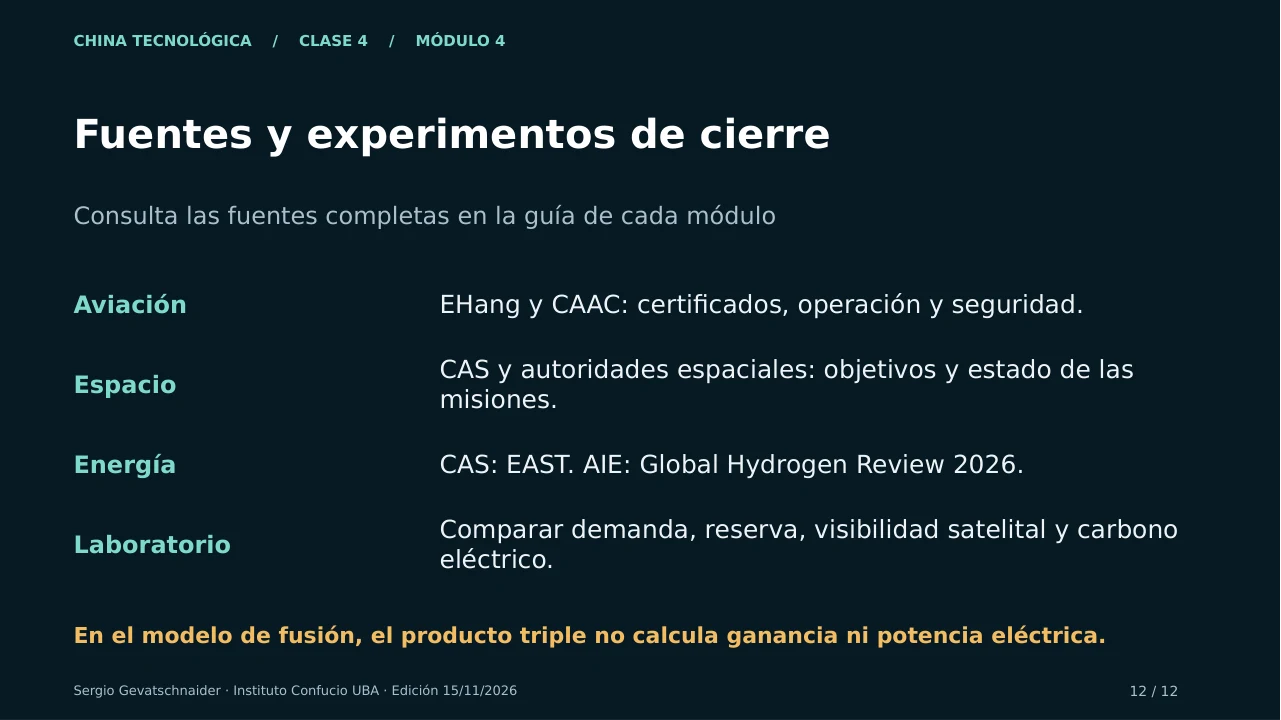 CHINA TECNOLÓGICA / CLASE 4 / MÓDULO 4
Fuentes y experimentos de cierre
Consulta las fuentes completas en la guía de cada módulo
Aviación
EHang y CAAC: certificados, operación y seguridad.
Espacio
CAS y autoridades espaciales: objetivos y estado de las
misiones.
Energía
CAS: EAST. AIE: Global Hydrogen Review 2026.
Laboratorio
Comparar demanda, reserva, visibilidad satelital y carbono
eléctrico.
En el modelo de fusión, el producto triple no calcula ganancia ni potencia eléctrica.
Sergio Gevatschnaider · Instituto Confucio UBA · Edición 15/11/2026
12 / 12